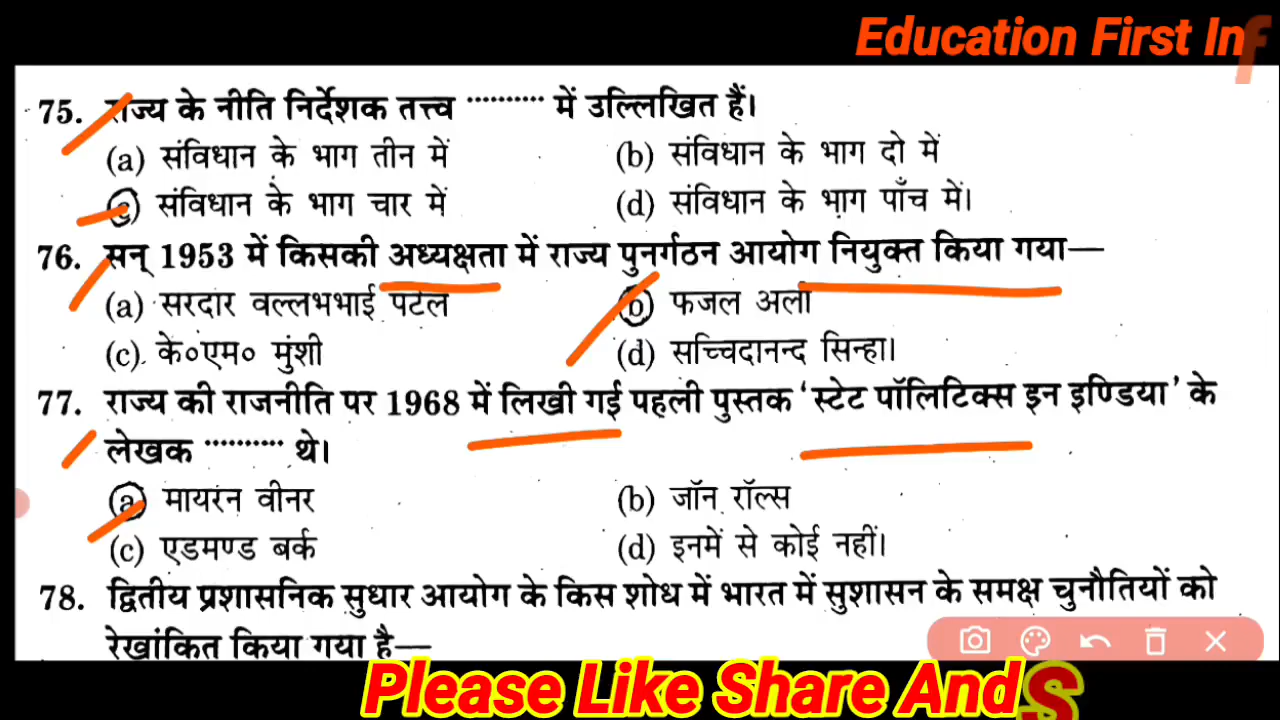 Education First In f
75. राज्य के नीति निर्देशक तत्त्व ·········· में उल्लिखित हैं।
(a) संविधान के भाग तीन में (b) संविधान के भाग दो में
(c) संविधान के भाग चार में (d) संविधान के भाग पाँच में।
76. सन् 1953 में किसकी अध्यक्षता में राज्य पुनर्गठन आयोग नियुक्त किया गया—
(a) सरदार वल्लभभाई पटेल (b) फजल अली
(c) के०एम० मुंशी (d) सच्चिदानन्द सिन्हा।
77. राज्य की राजनीति पर 1968 में लिखी गई पहली पुस्तक 'स्टेट पॉलिटिक्स इन इण्डिया' के
लेखक ·········· थे।
(a) मायरन वीनर (b) जॉन रॉल्स
(c) एडमण्ड बर्क (d) इनमें से कोई नहीं।
78. द्वितीय प्रशासनिक सुधार आयोग के किस शोध में भारत में सुशासन के समक्ष चुनौतियों को
रेखांकित किया गया है—
Please Like Share And S